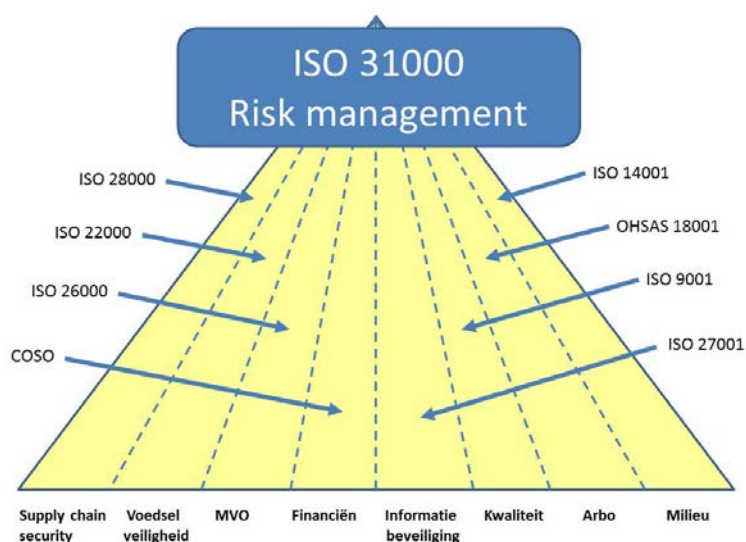 ISO 31000
Risk management
ISO 28000
ISO 14001
ISO 22000
OHSAS 18001
ISO 26000
ISO 9001
COSO
ISO 27001
Supply chain security
Voedsel veiligheid
MVO
Financiën
Informatie beveiliging
Kwaliteit
Arbo
Milieu